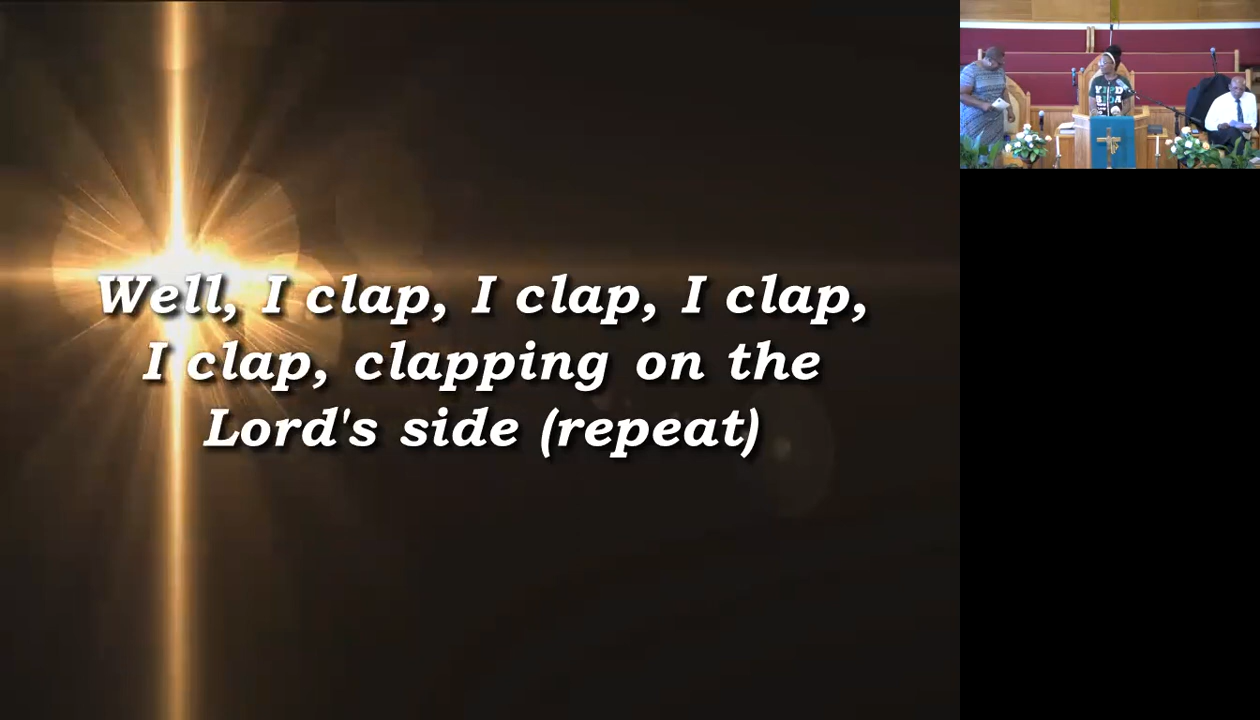 Well, I clap, I clap, I clap,
I clap, clapping on the
Lord's side (repeat)